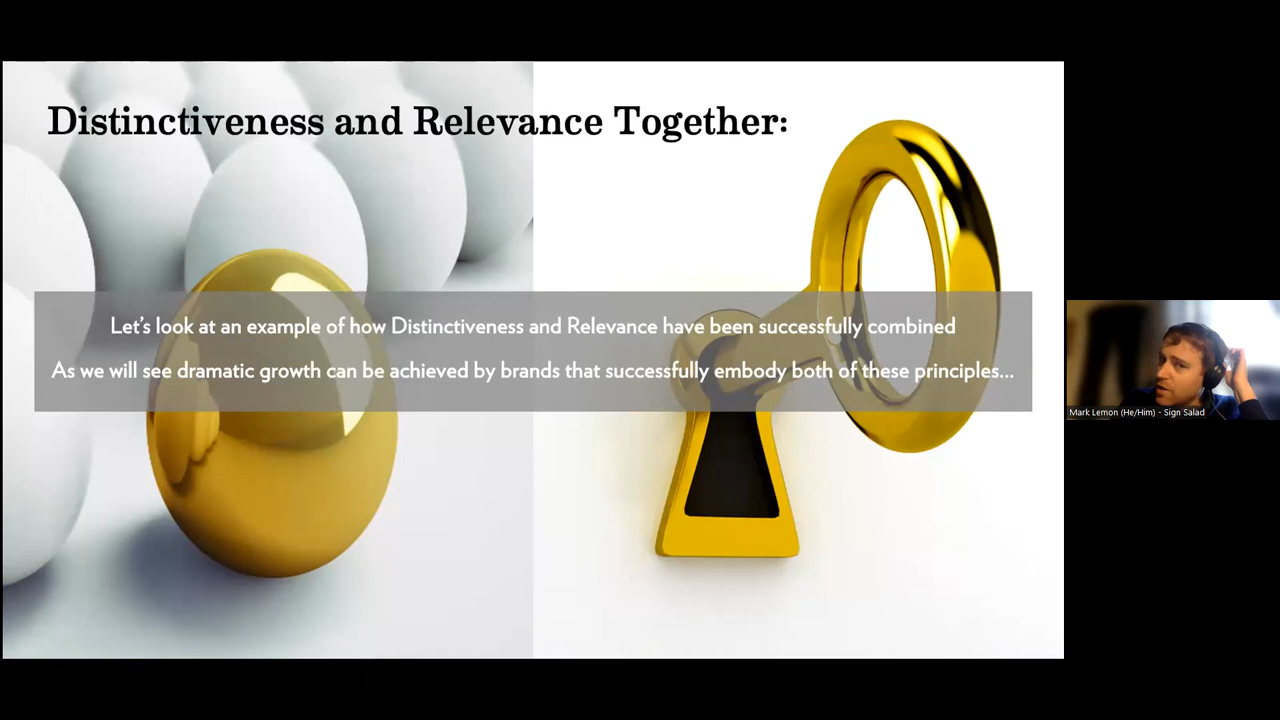 Distinctiveness and Relevance Together:
Let's look at an example of how Distinctiveness and Relevance have been successfully combined
As we will see dramatic growth can be achieved by brands that successfully embody both of these principles...
Mark Lemon (He/Him) - Sign Salad